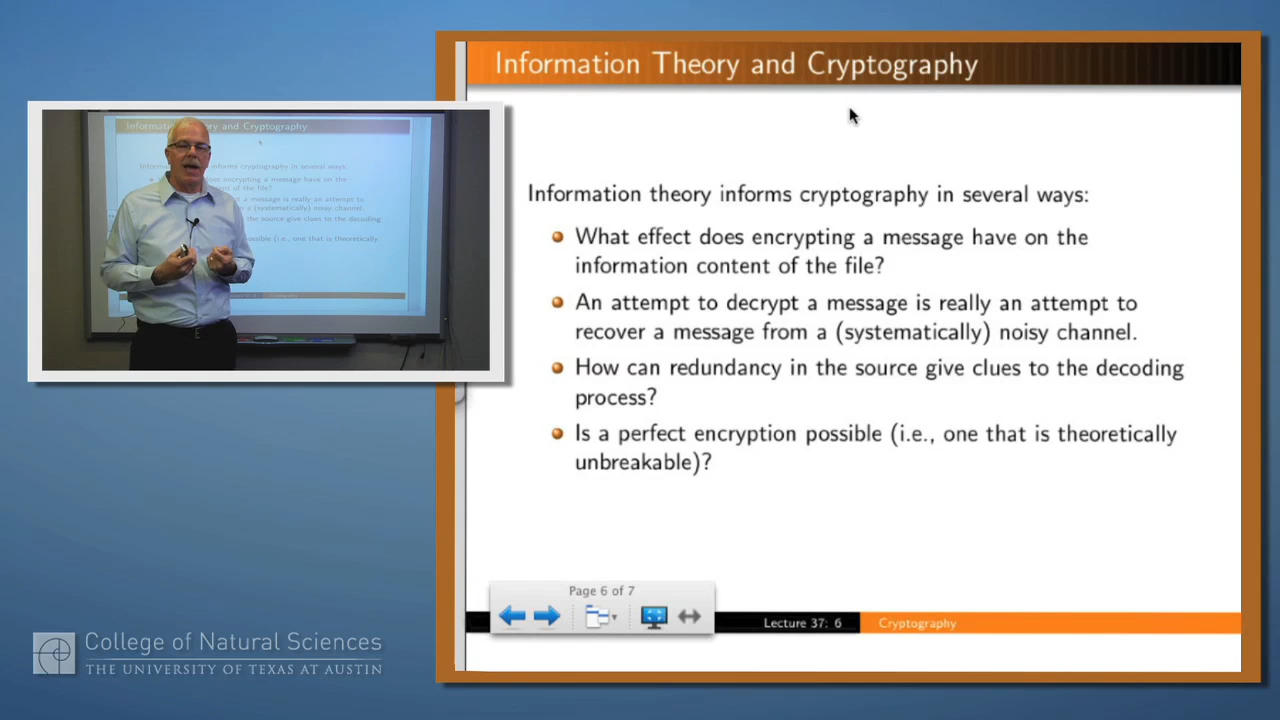 Information Theory and Cryptography
Information theory informs cryptography in several ways:
What effect does encrypting a message have on the
information content of the file?
An attempt to decrypt a message is really an attempt to
recover a message from a (systematically) noisy channel.
How can redundancy in the source give clues to the decoding
process?
Is a perfect encryption possible (i.e., one that is theoretically
unbreakable)?
Page 6 of 7
Lecture 37: 6
Cryptography
College of Natural Sciences
THE UNIVERSITY OF TEXAS AT AUSTIN